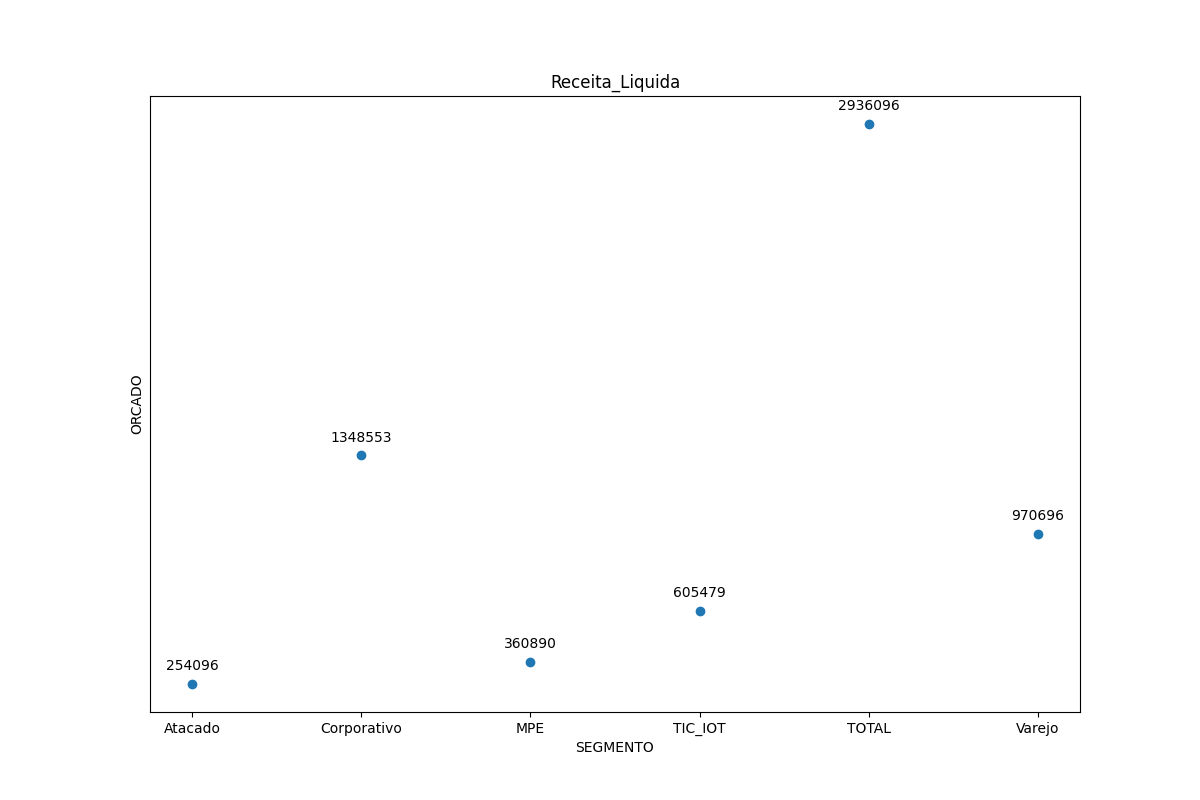 Receita_Liquida
2936096
1348553
970696
605479
360890
254096
ORCADO
Atacado Corporativo MPE TIC_IOT TOTAL Varejo
SEGMENTO